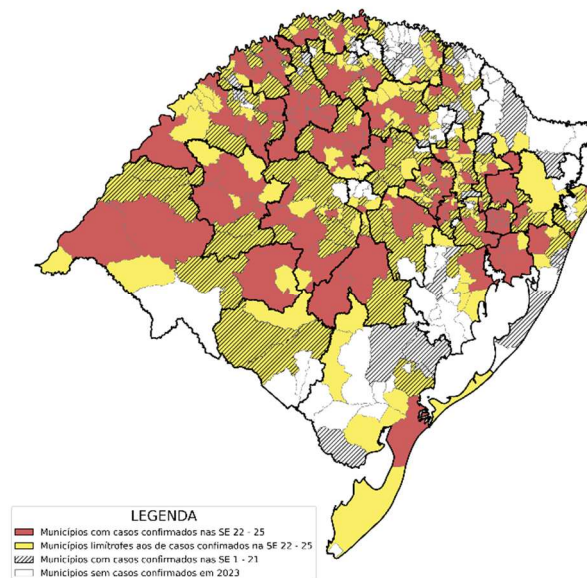 LEGENDA
Municípios com casos confirmados nas SE 22 - 25
Municípios limítrofes aos de casos confirmados na SE 22 - 25
Municípios com casos confirmados nas SE 1 - 21
Municípios sem casos confirmados em 2023